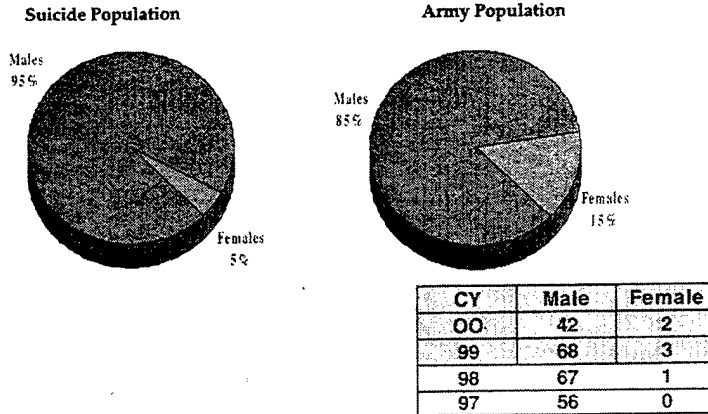 Suicide Population
Army Population
Males
95%
Females
5%
Males
85%
Females
15%
CY Male Female
OO 42 2
99 68 3
98 67 1
97 56 0